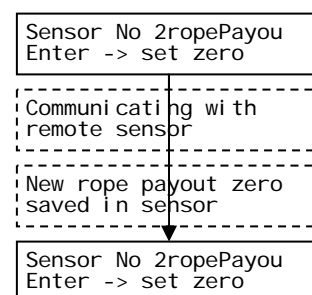 Sensor No 2ropePayou
Enter -> set zero
Communicating with
remote sensor
New rope payout zero
saved in sensor
Sensor No 2ropePayou
Enter -> set zero